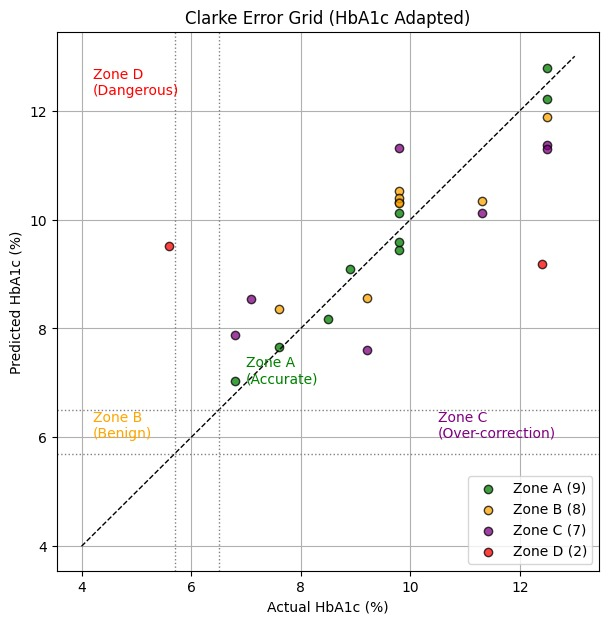 Clarke Error Grid (HbA1c Adapted)
Zone D
(Dangerous)
12
10
8
6
4
Predicted HbA1c (%)
Zone A
(Accurate)
Zone B
(Benign)
Zone C
(Over-correction)
Zone A (9)
Zone B (8)
Zone C (7)
Zone D (2)
4 6 8 10 12
Actual HbA1c (%)